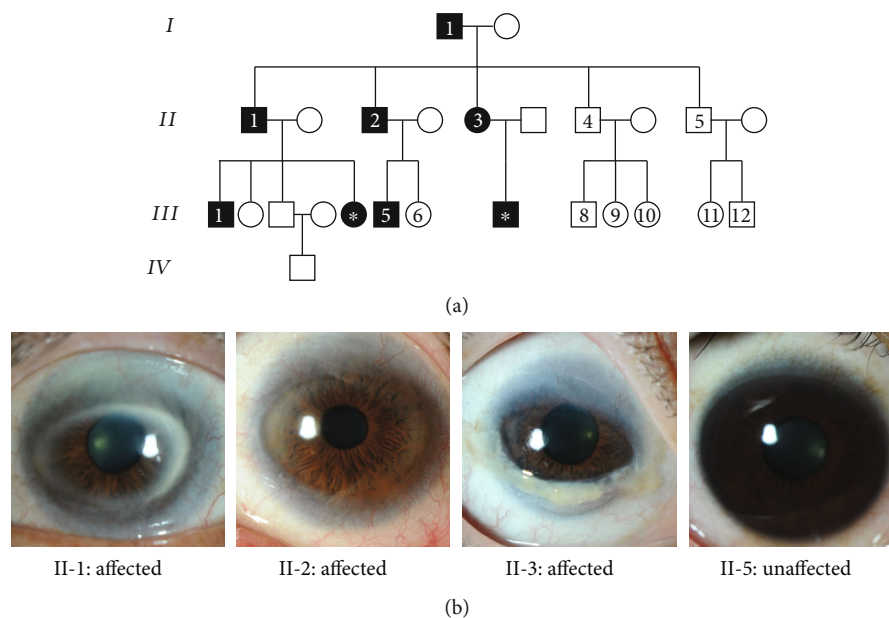 I
1
II
1 2 3 4 5
III
1 * 5 6 * 8 9 10 11 12
IV
(a)
II-1: affected II-2: affected II-3: affected II-5: unaffected
(b)